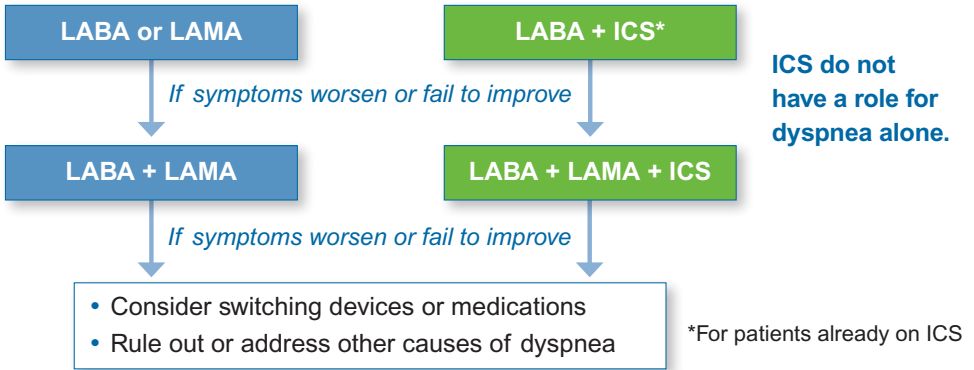 LABA or LAMA
LABA + ICS*
If symptoms worsen or fail to improve
ICS do not
have a role for
dyspnea alone.
LABA + LAMA
LABA + LAMA + ICS
If symptoms worsen or fail to improve
• Consider switching devices or medications
• Rule out or address other causes of dyspnea
*For patients already on ICS